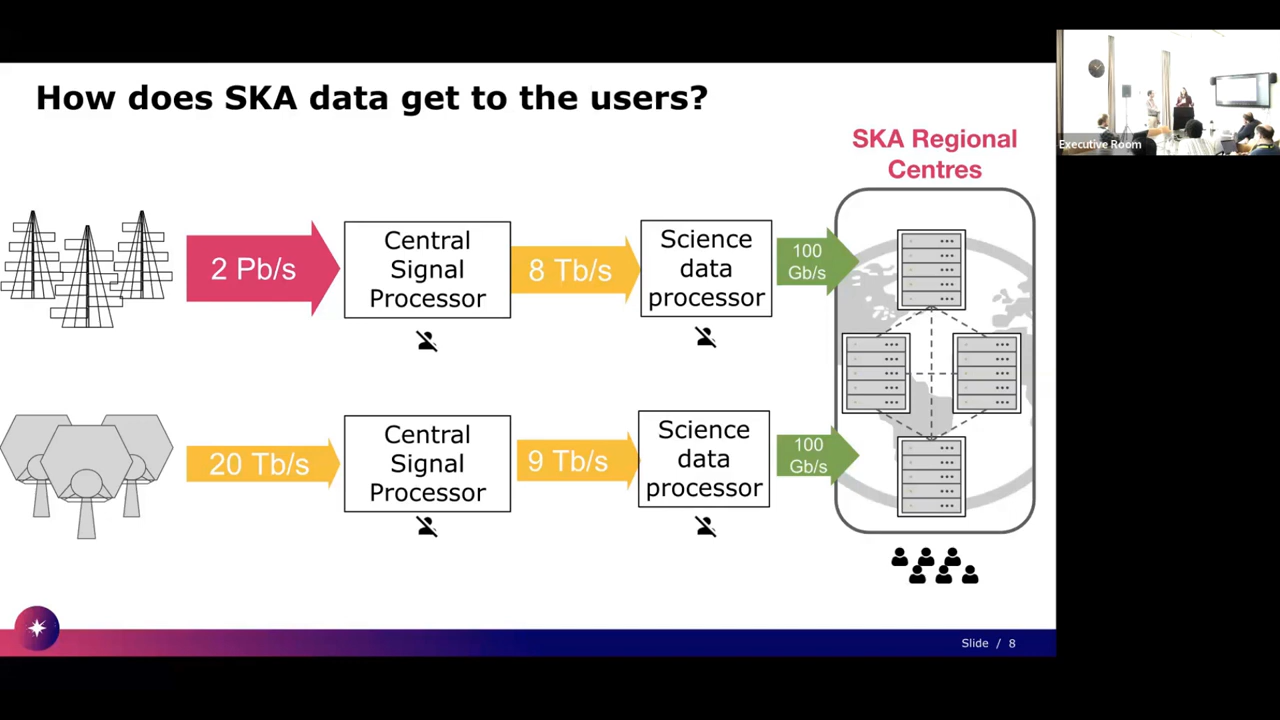 How does SKA data get to the users?
Executive Room
SKA Regional
Centres
2 Pb/s
Central
Signal
Processor
8 Tb/s
Science
data
processor
100
Gb/s
20 Tb/s
Central
Signal
Processor
9 Tb/s
Science
data
processor
100
Gb/s
Slide / 8